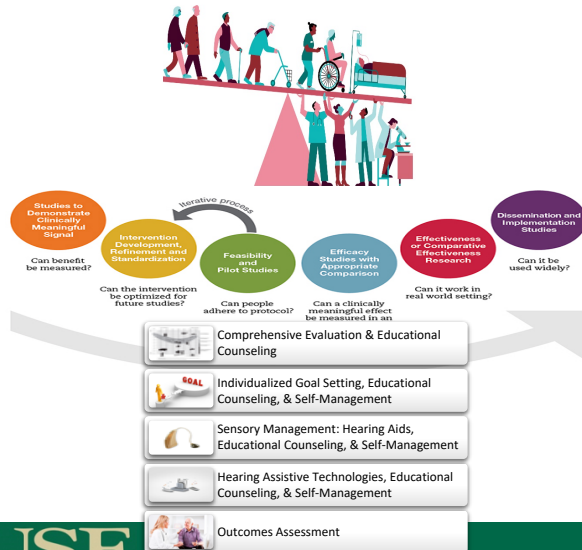 Iterative process
Studies to
Demonstrate
Clinically
Meaningful
Signal
Can benefit
be measured?
Intervention
Development,
Refinement and
Standardization
Can the intervention
be optimized for
future studies?
Feasibility
and
Pilot Studies
Can people
adhere to protocol?
Efficacy
Studies with
Appropriate
Comparison
Can a clinically
meaningful effect
be measured in an
Effectiveness
or Comparative
Effectiveness
Research
Can it work in
real world setting?
Dissemination and
Implementation
Studies
Can it be
used widely?
Comprehensive Evaluation & Educational
Counseling
GOAL
Individualized Goal Setting, Educational
Counseling, & Self-Management
Sensory Management: Hearing Aids,
Educational Counseling, & Self-Management
Hearing Assistive Technologies, Educational
Counseling, & Self-Management
Outcomes Assessment